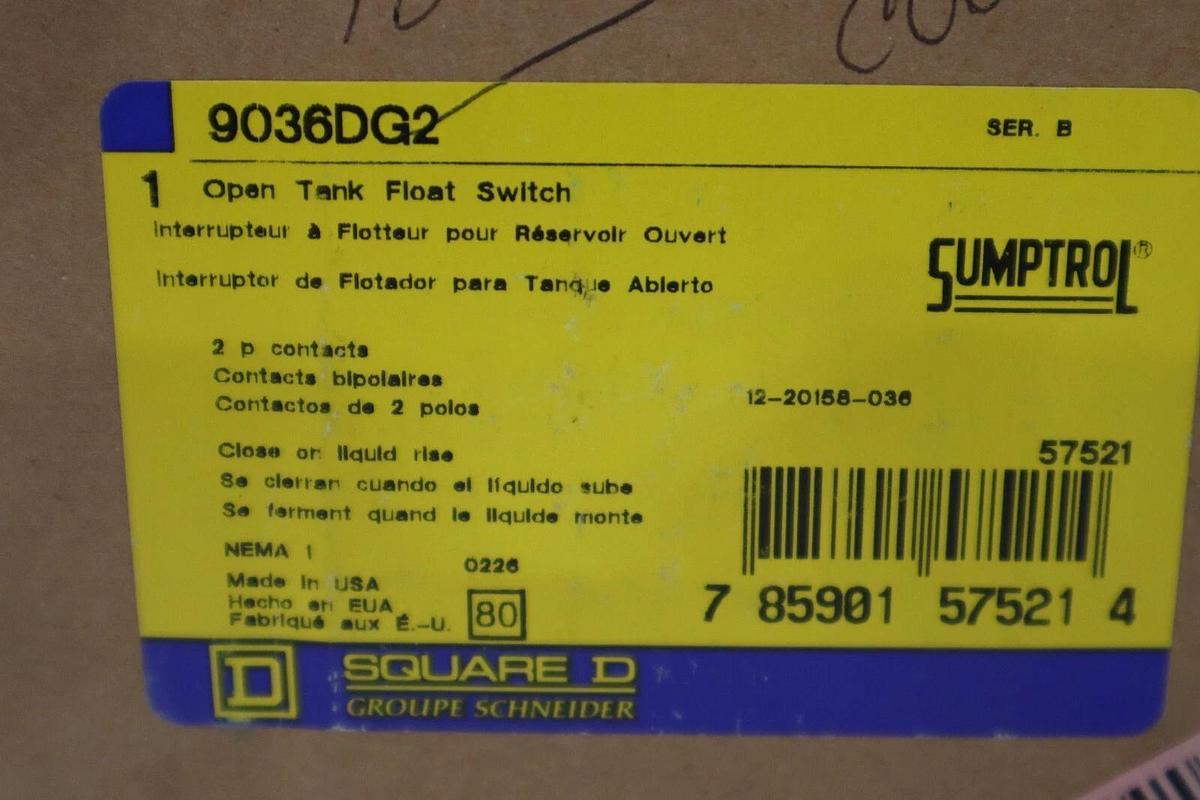 9036DG2
SER. B
1 Open Tank Float Switch
Interrupteur à Flotteur pour Réservoir Ouvert
Interruptor de Flotador para Tanque Abierto
SUMPTROL®
2 p contacts
Contacts bipolaires
Contactos de 2 polos
12-20158-036
Close on liquid rise
Se cierran cuando el líquido sube
Se ferment quand le liquide monte
57521
NEMA 1
0226
Made in USA
Hecho en EUA
Fabriqué aux É.-U.
80
7 85901 57521 4
D SQUARE D
GROUPE SCHNEIDER